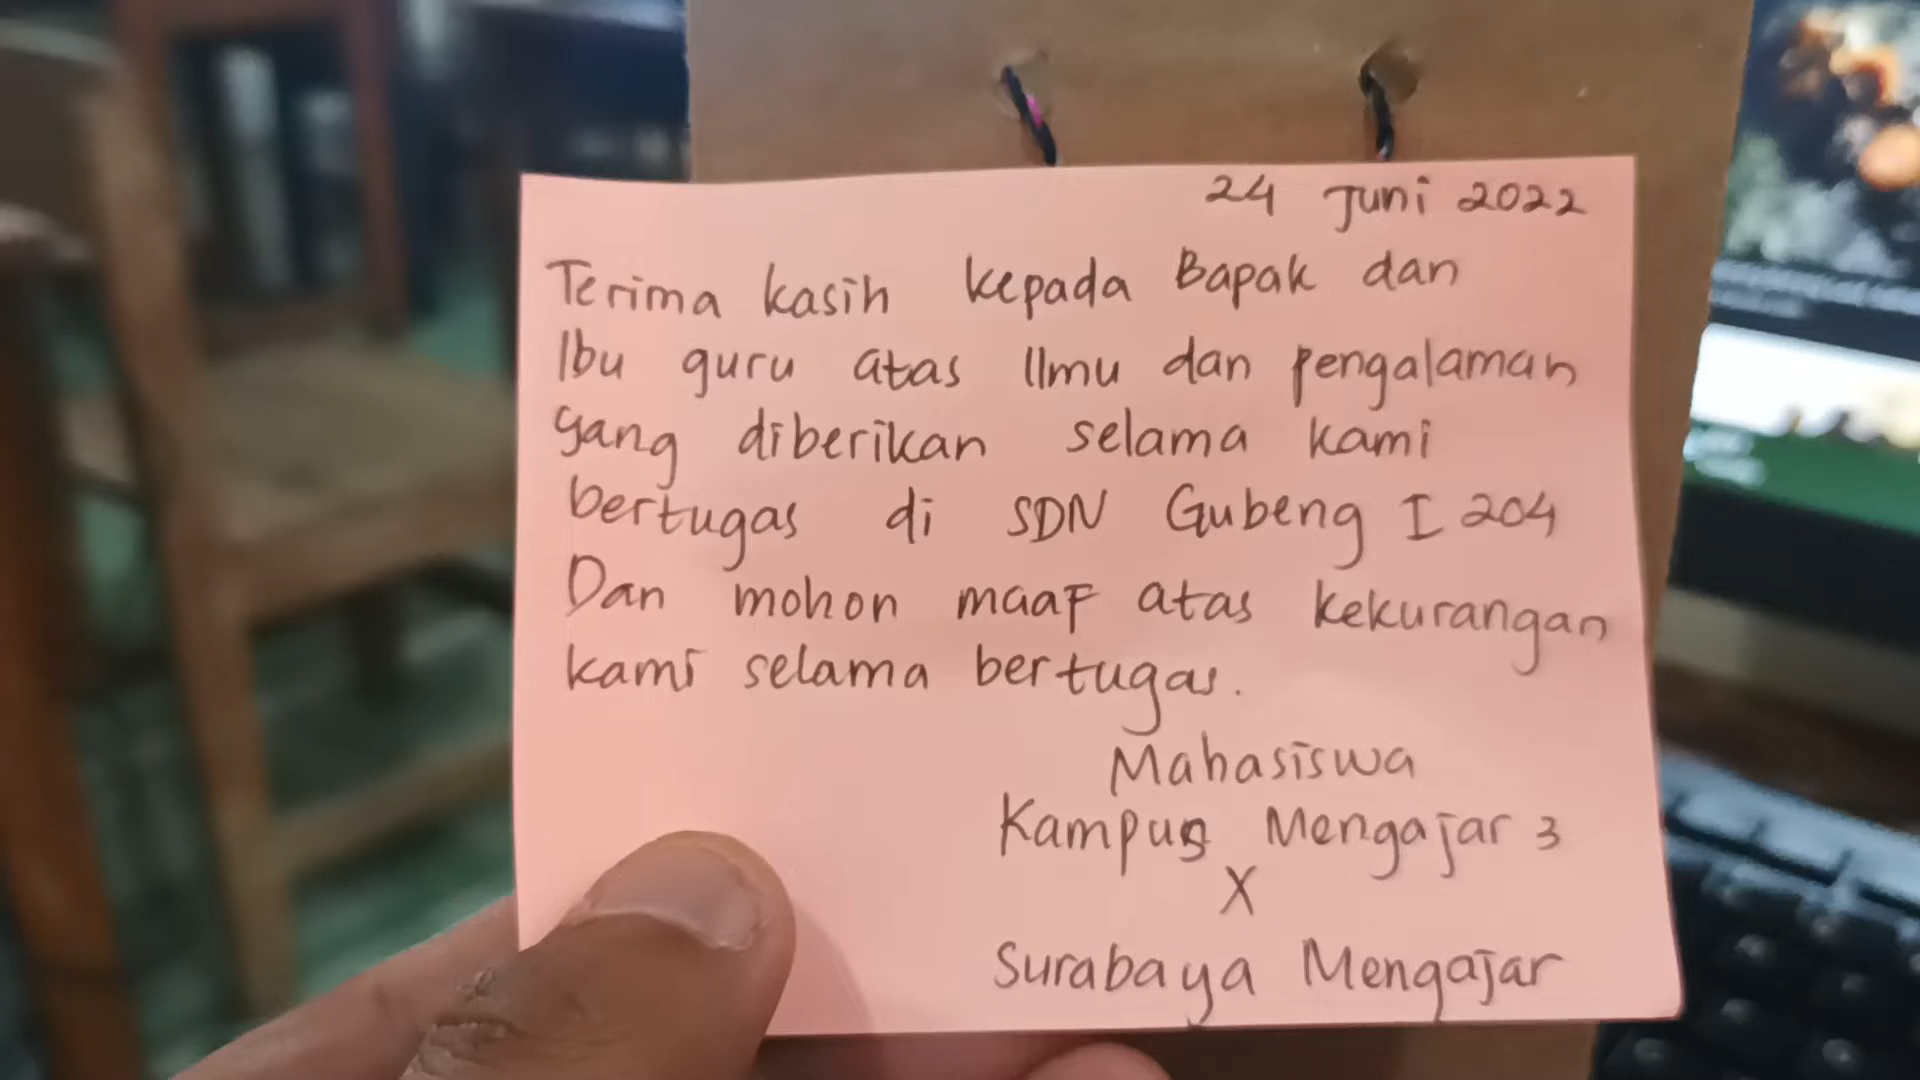 24 Juni 2022
Terima kasih kepada Bapak dan
Ibu guru atas Ilmu dan pengalaman
yang diberikan selama kami
bertugas di SDN Gubeng I 204
Dan mohon maaf atas kekurangan
kami selama bertugas.
Mahasiswa
Kampus Mengajar 3
X
Surabaya Mengajar